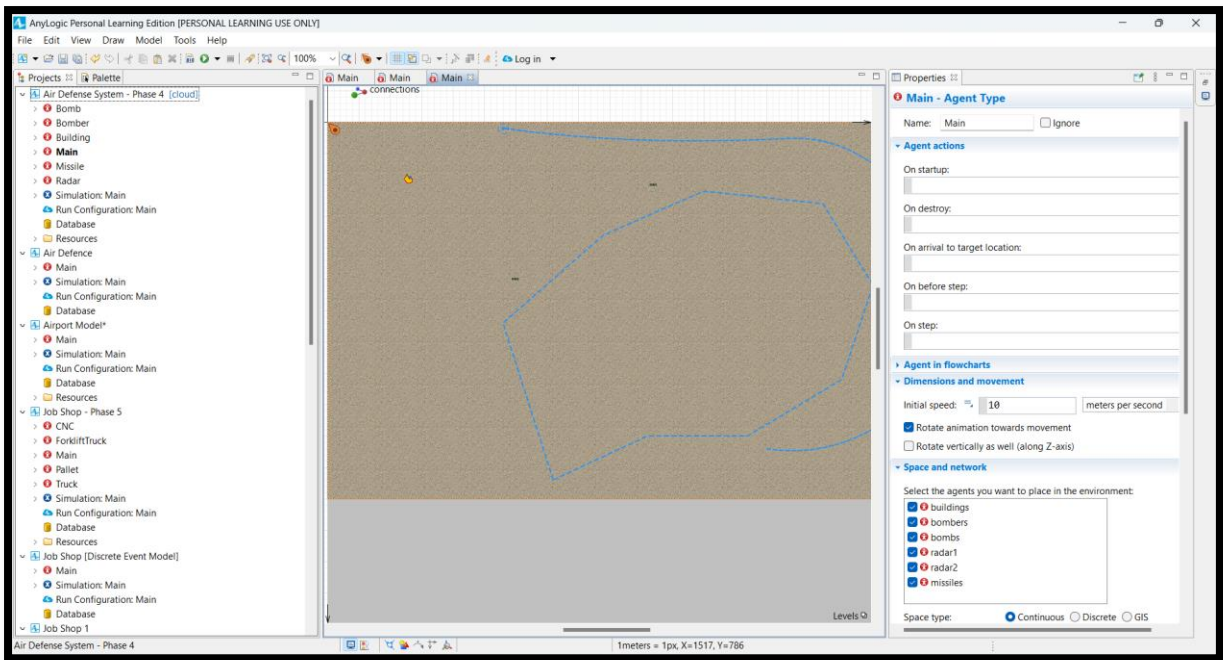 AnyLogic Personal Learning Edition [PERSONAL LEARNING USE ONLY]
File Edit View Draw Model Tools Help
100%
Log in
Projects Palette
Air Defense System - Phase 4 [cloud]
Bomb
Bomber
Building
Main
Missile
Radar
Simulation: Main
Run Configuration: Main
Database
Resources
Air Defence
Main
Simulation: Main
Run Configuration: Main
Database
Airport Model*
Main
Simulation: Main
Run Configuration: Main
Database
Resources
Job Shop - Phase 5
CNC
ForkliftTruck
Main
Pallet
Truck
Simulation: Main
Run Configuration: Main
Database
Resources
Job Shop [Discrete Event Model]
Main
Simulation: Main
Run Configuration: Main
Database
Job Shop 1
Main Main Main
connections
Levels
Properties
Main - Agent Type
Name: Main Ignore
Agent actions
On startup:
On destroy:
On arrival to target location:
On before step:
On step:
Agent in flowcharts
Dimensions and movement
Initial speed: 10 meters per second
Rotate animation towards movement
Rotate vertically as well (along Z-axis)
Space and network
Select the agents you want to place in the environment:
buildings
bombers
bombs
radar1
radar2
missiles
Space type: Continuous Discrete GIS
Air Defense System - Phase 4
1meters = 1px, X=1517, Y=786